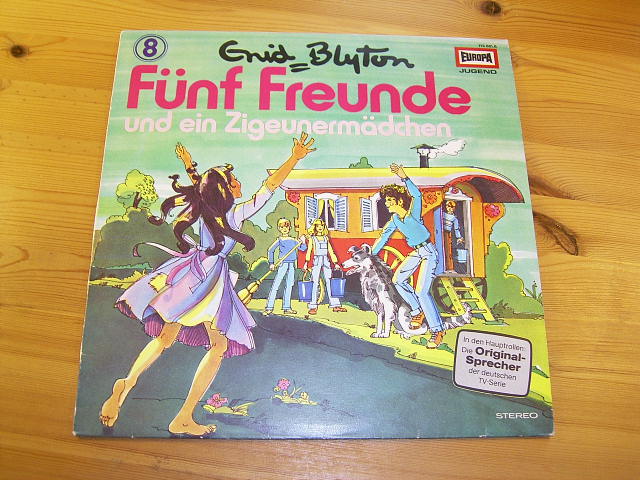 8
Enid Blyton
EUROPA
JUGEND
Fünf Freunde
und ein Zigeunermädchen
In den Hauptrollen:
Die Original-
Sprecher
der deutschen
TV-Serie
STEREO